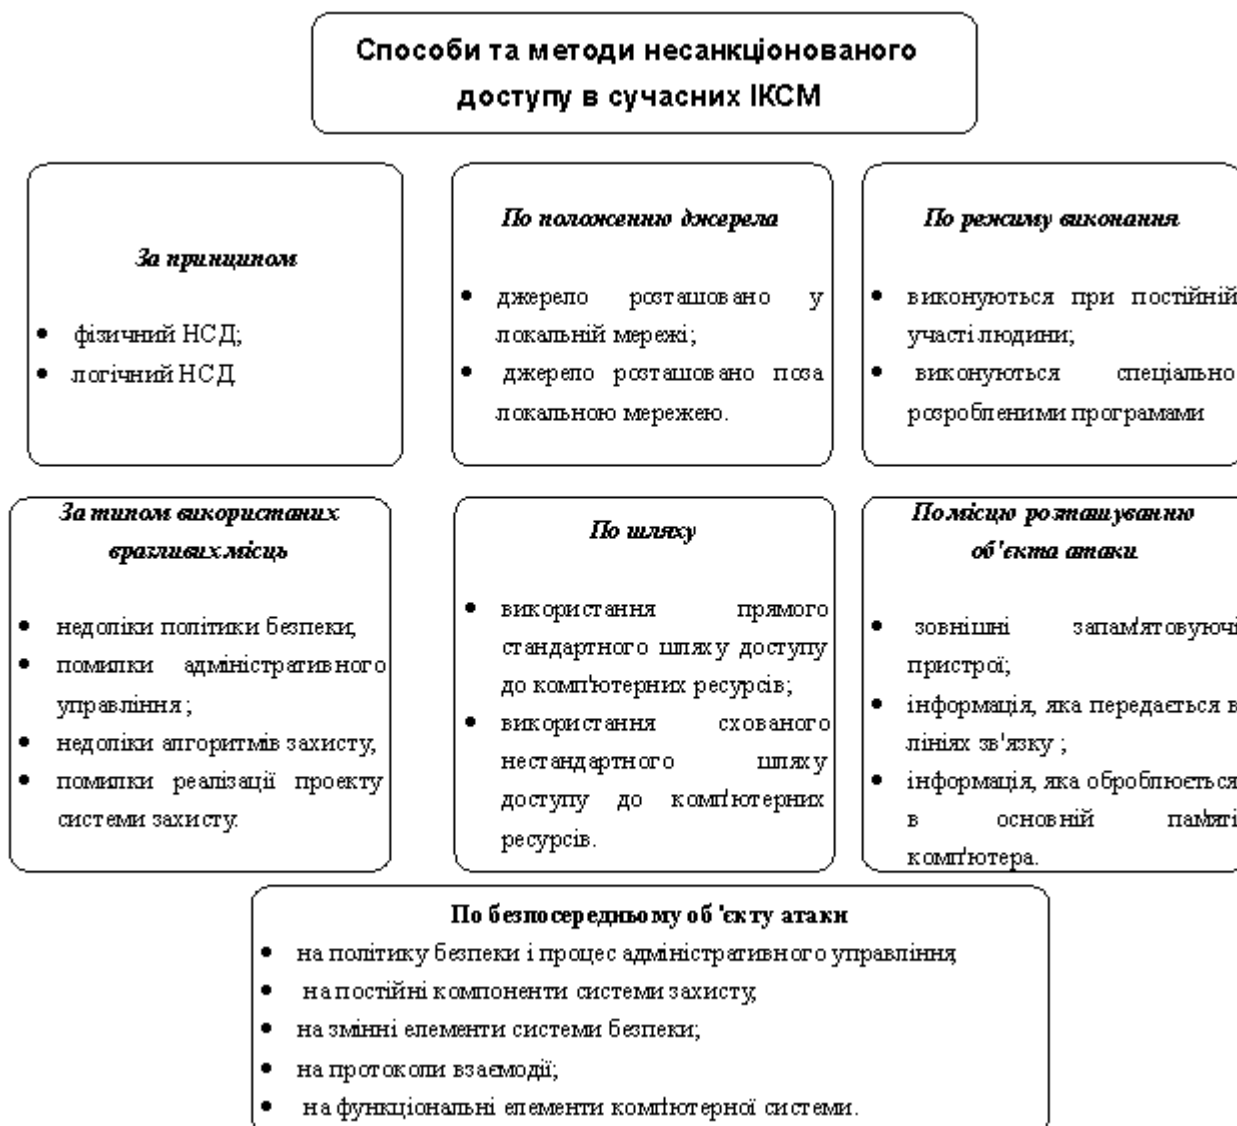 Способи та методи несанкціонованого
доступу в сучасних ІКСМ
За принципом
• фізичний НСД;
• логічний НСД
По положенню джерела
• джерело розташовано у
локальній мережі;
• джерело розташовано поза
локальною мережею.
По режиму виконання
• виконуються при постійній
участі людини;
• виконуються спеціально
розробленими програмами
За типом використаних
вразливих місць
• недоліки політики безпеки;
• помилки адміністративного
управління;
• недоліки алгоритмів захисту;
• помилки реалізації проекту
системи захисту.
По шляху
• використання прямого
стандартного шляху доступу
до комп'ютерних ресурсів;
• використання схованого
нестандартного шляху
доступу до комп'ютерних
ресурсів.
По місцю розташуванню
об'єкта атаки
• зовнішні запам'ятовуючі
пристрої;
• інформація, яка передається в
лініях зв'язку ;
• інформація, яка оброблюється
в основній пам'яті
комп'ютера.
По безпосередньому об'єкту атаки
• на політику безпеки і процес адміністративного управління;
• на постійні компоненти системи захисту;
• на змінні елементи системи безпеки;
• на протоколи взаємодії;
• на функціональні елементи комп'ютерної системи.